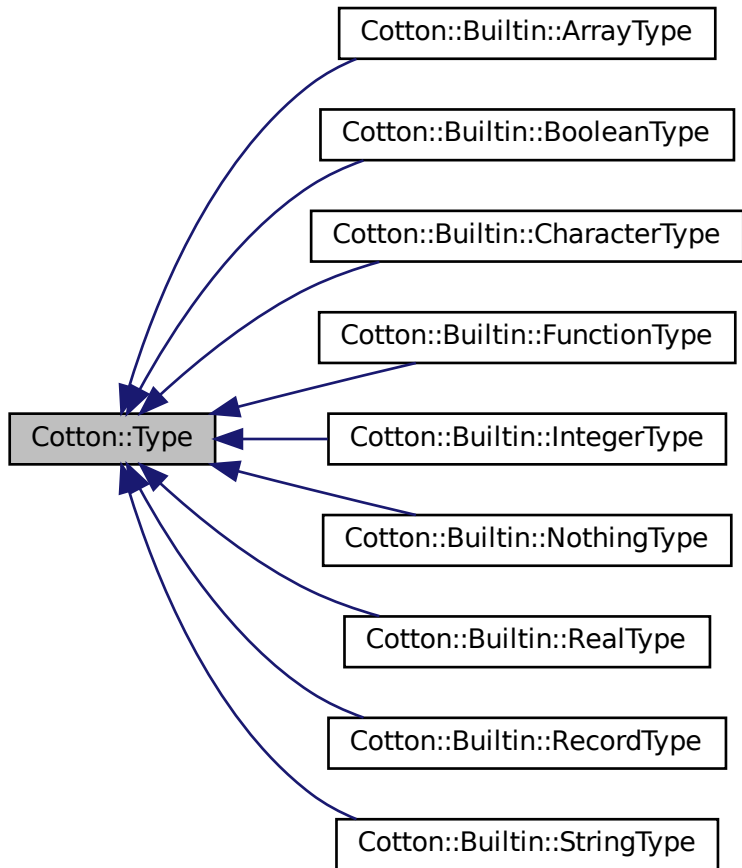 Cotton::Builtin::ArrayType
Cotton::Builtin::BooleanType
Cotton::Builtin::CharacterType
Cotton::Builtin::FunctionType
Cotton::Type
Cotton::Builtin::IntegerType
Cotton::Builtin::NothingType
Cotton::Builtin::RealType
Cotton::Builtin::RecordType
Cotton::Builtin::StringType